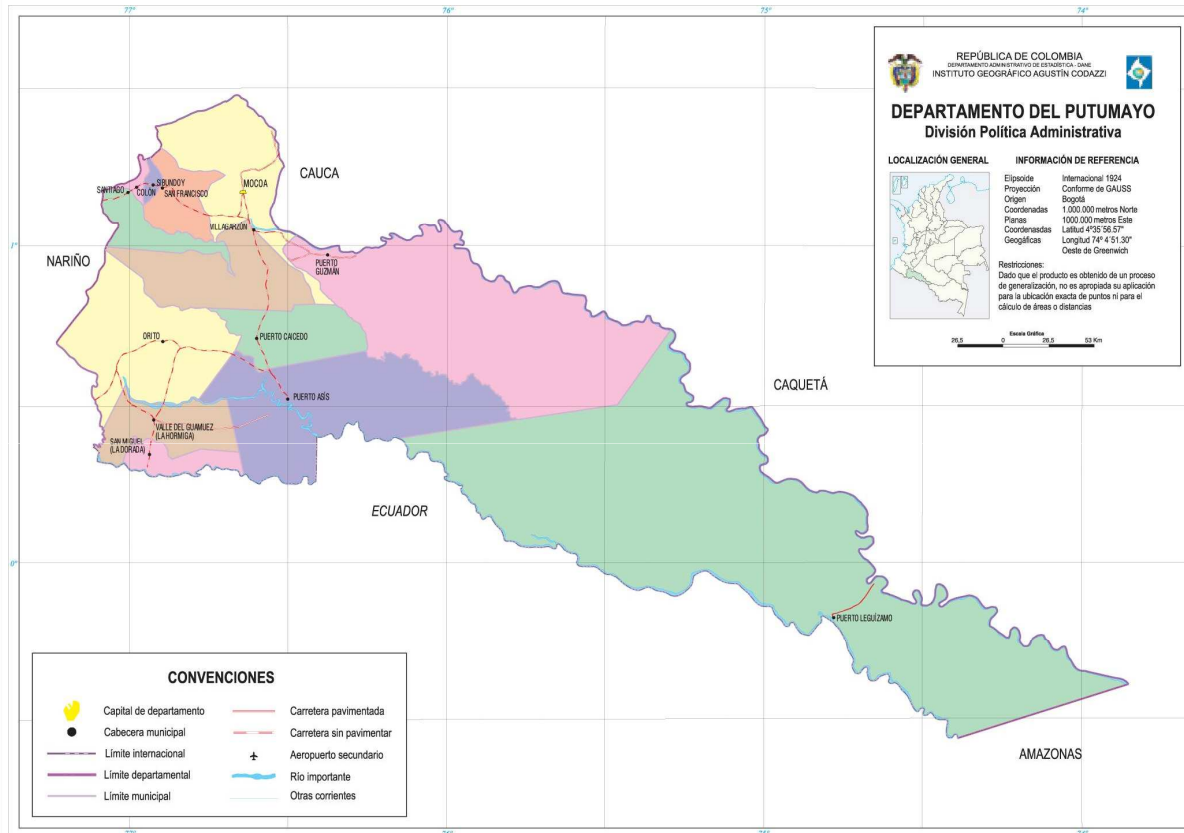 77°
76°
75°
74°
REPÚBLICA DE COLOMBIA
DEPARTAMENTO ADMINISTRATIVO DE ESTADÍSTICA - DANE
INSTITUTO GEOGRÁFICO AGUSTÍN CODAZZI
DEPARTAMENTO DEL PUTUMAYO
División Política Administrativa
LOCALIZACIÓN GENERAL
INFORMACIÓN DE REFERENCIA
Elipsoide Internacional 1924
Proyección Conforme de GAUSS
Origen Bogotá
Coordenadas 1.000.000 metros Norte
Planas 1000.000 metros Este
Coordenadas Latitud 4°35´56.57"
Geográficas Longitud 74° 4´51.30"
Oeste de Greenwich
Restricciones:
Dado que el producto es obtenido de un proceso
de generalización, no es apropiada su aplicación
para la ubicación exacta de puntos ni para el
cálculo de áreas o distancias
Escala Gráfica
26,5 0 26,5 53 Km
CAUCA
MOCOA
SIBUNDOY
SANTIAGO
COLÓN
SAN FRANCISCO
VILLAGARZÓN
1°
NARIÑO
PUERTO
GUZMÁN
ORITO
PUERTO CAICEDO
CAQUETÁ
PUERTO ASÍS
VALLE DEL GUAMUEZ
(LA HORMIGA)
SAN MIGUEL
(LA DORADA)
ECUADOR
0°
PUERTO LEGUÍZAMO
AMAZONAS
CONVENCIONES
Capital de departamento
Cabecera municipal
Límite internacional
Límite departamental
Límite municipal
Carretera pavimentada
Carretera sin pavimentar
Aeropuerto secundario
Río importante
Otras corrientes
77°
76°
75°
74°